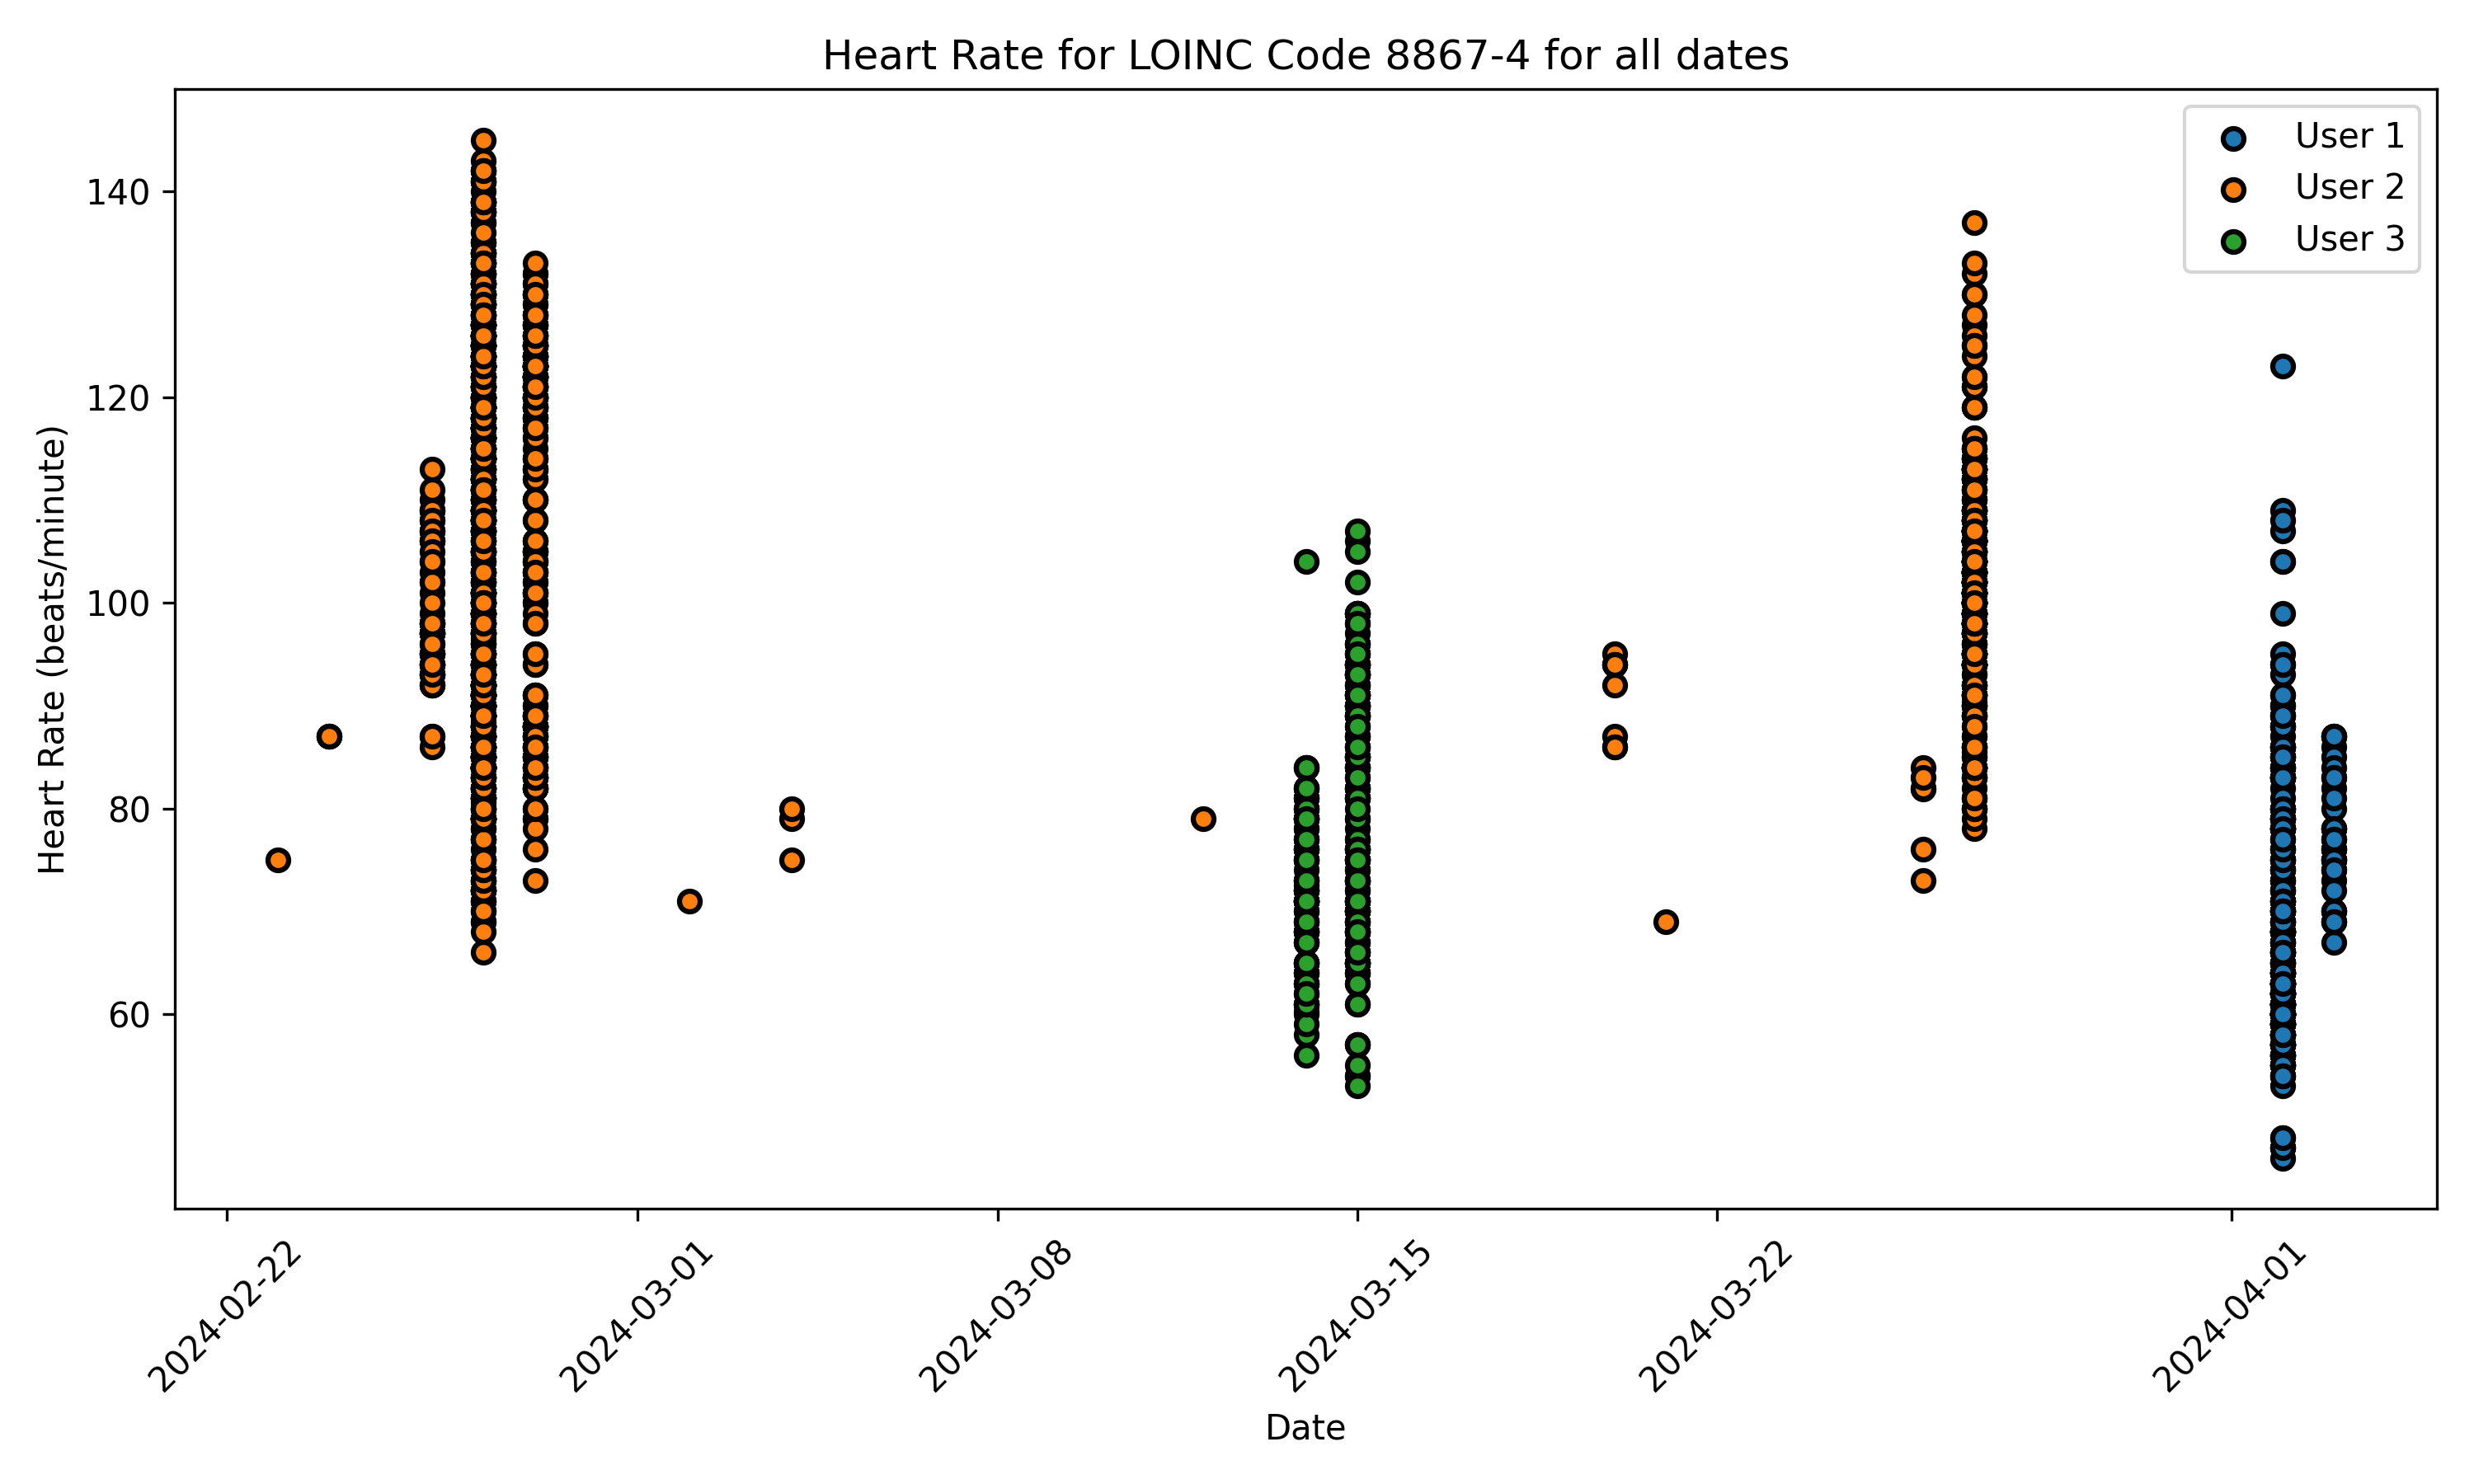 Heart Rate for LOINC Code 8867-4 for all dates
User 1
User 2
User 3
Heart Rate (beats/minute)
140
120
100
80
60
2024-02-22
2024-03-01
2024-03-08
2024-03-15
2024-03-22
2024-04-01
Date